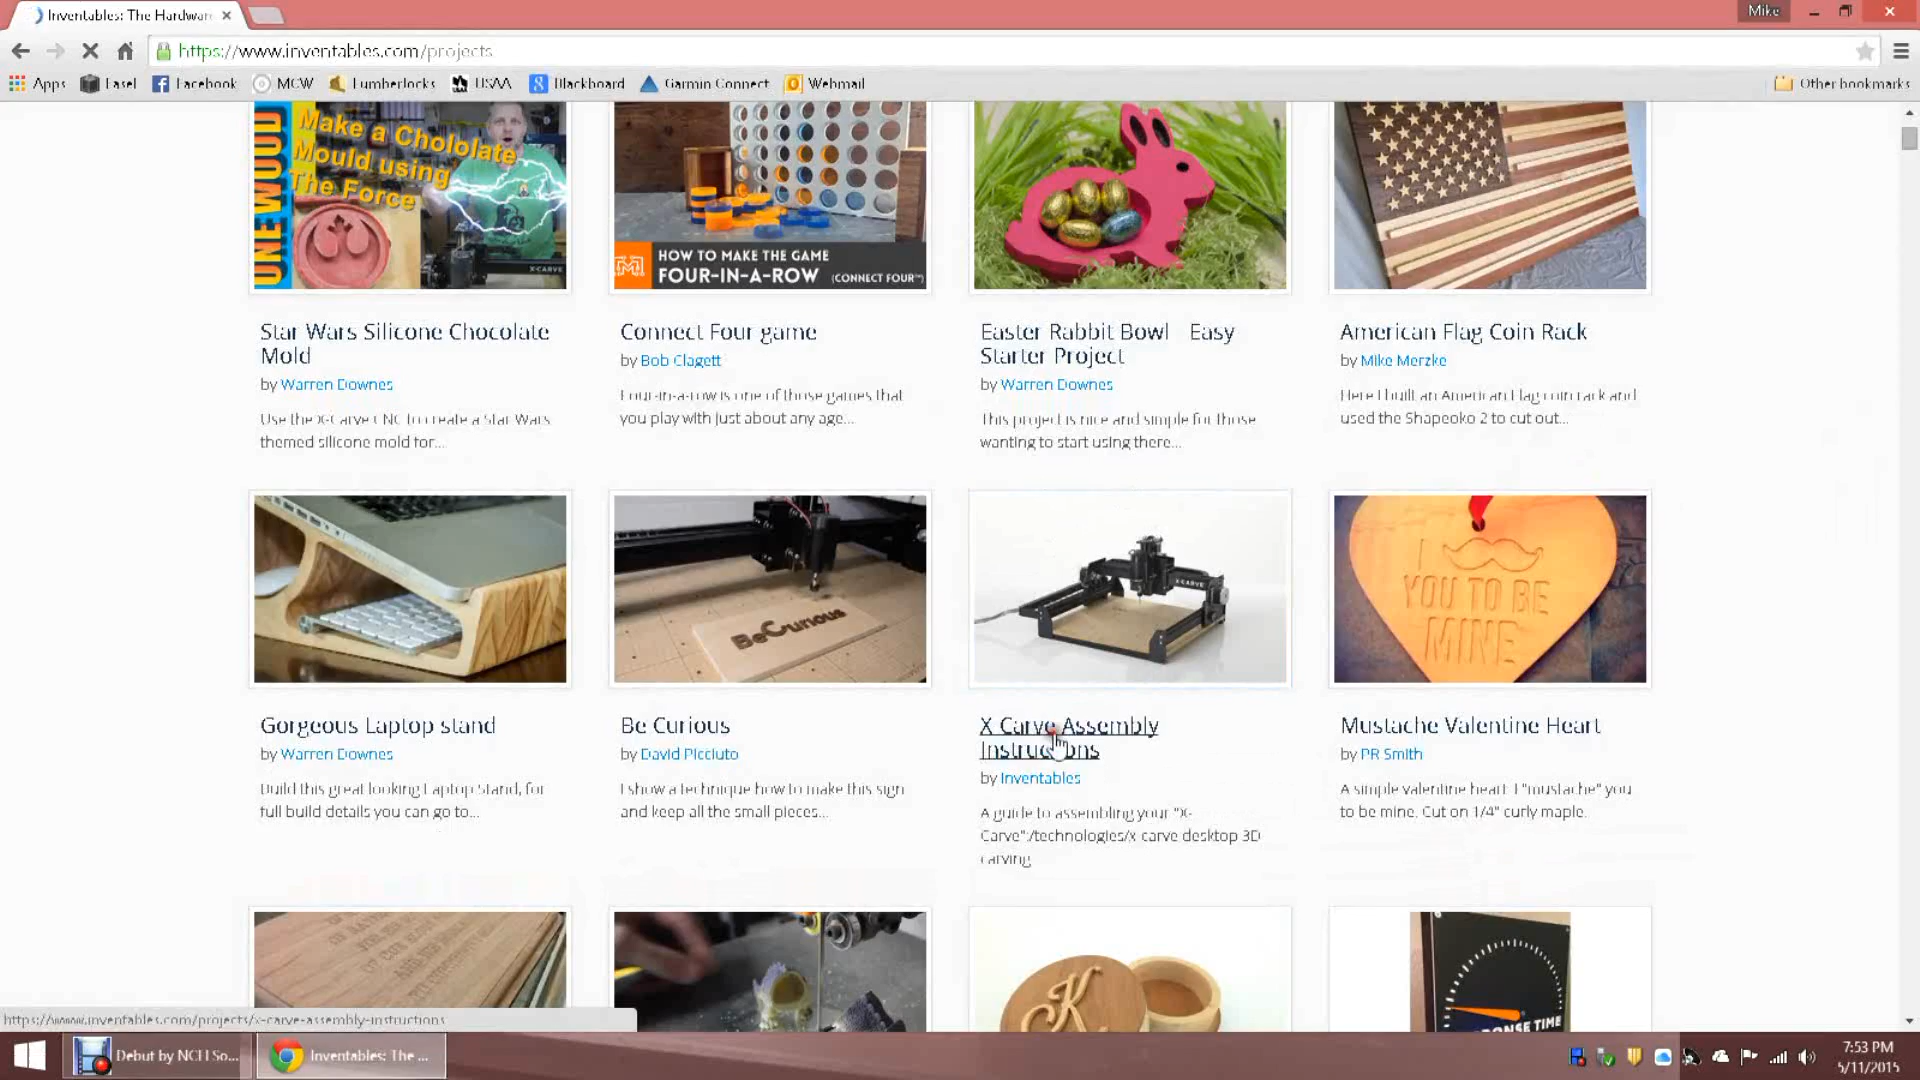 Inventables: The Hardwar
Mike
https://www.inventables.com/projects
Apps Easel Facebook MCW Lumberlocks USAA Blackboard Garmin Connect Webmail Other bookmarks
UNEWOOD
Make a Chololate
Mould using
The Force
X-CARVE
HOW TO MAKE THE GAME
FOUR-IN-A-ROW (CONNECT FOUR™)
Star Wars Silicone Chocolate
Mold
by Warren Downes
Use the X-Carve CNC to create a Star Wars
themed silicone mold for...
Connect Four game
by Bob Clagett
Four-in-a-row is one of those games that
you play with just about any age...
Easter Rabbit Bowl Easy
Starter Project
by Warren Downes
This project is nice and simple for those
wanting to start using there...
American Flag Coin Rack
by Mike Merzke
Here I built an American Flag coin rack and
used the Shapeoko 2 to cut out...
BeCurious
X-CARVE
I
YOU TO BE
MINE
Gorgeous Laptop stand
by Warren Downes
Build this great looking Laptop Stand, for
full build details you can go to...
Be Curious
by David Picciuto
I show a technique how to make this sign
and keep all the small pieces...
X Carve Assembly
Instructions
by Inventables
A guide to assembling your "X-
Carve":/technologies/x carve desktop 3D
carving
Mustache Valentine Heart
by PR Smith
A simple valentine heart. I "mustache" you
to be mine. Cut on 1/4" curly maple.
K
ONSE TIME
https://www.inventables.com/projects/x-carve-assembly-instructions
Debut by NCH So...
Inventables: The ...
7:53 PM
5/11/2015